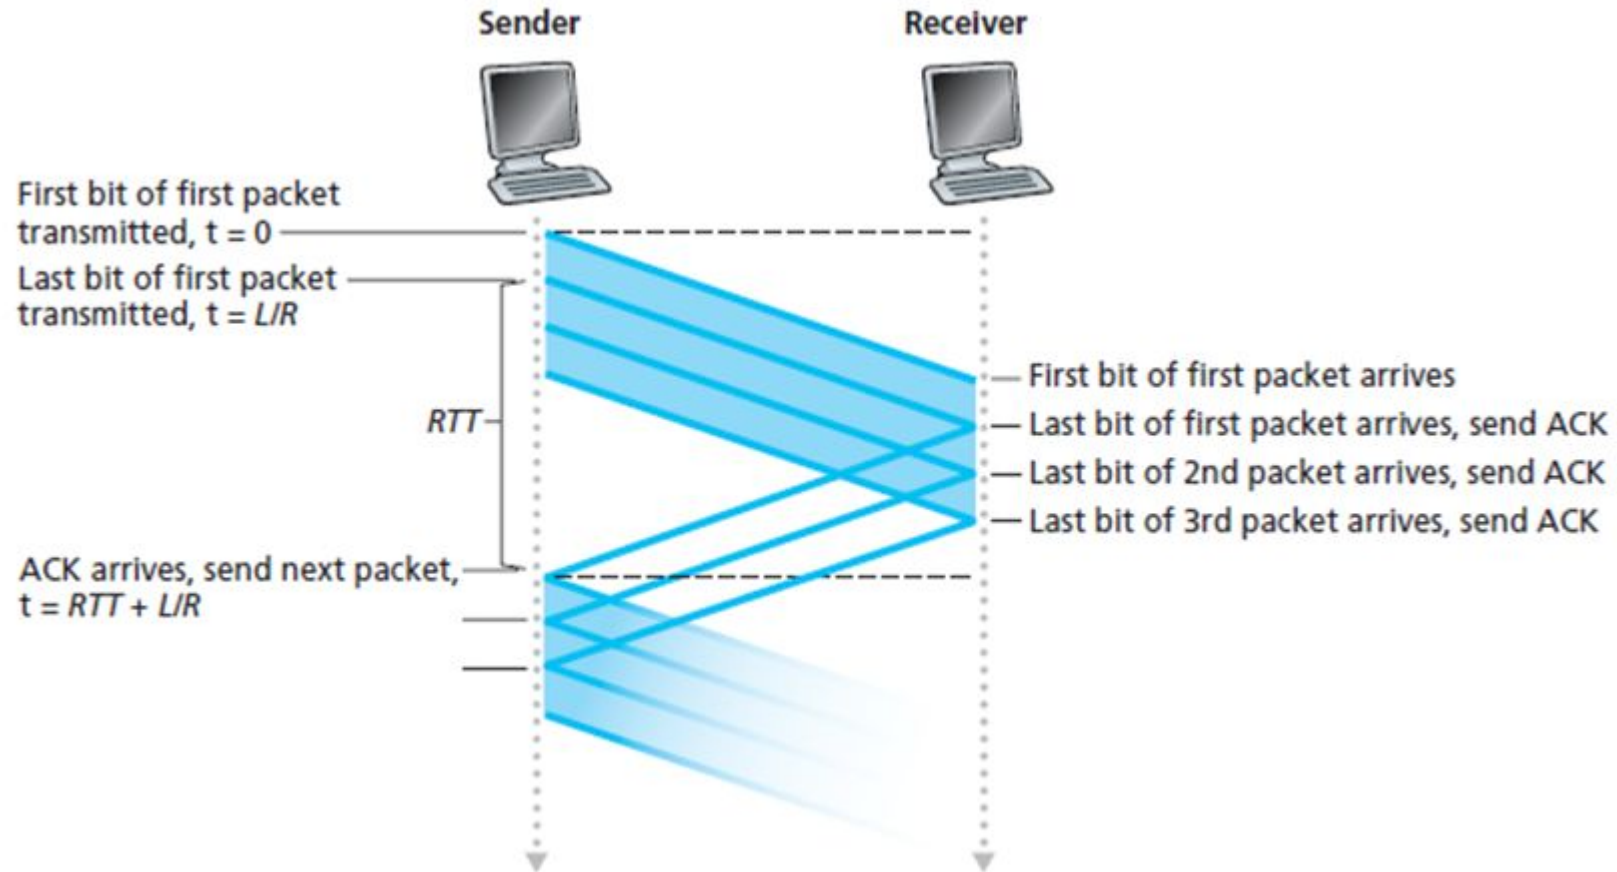 Sender
Receiver
First bit of first packet
transmitted, t = 0
Last bit of first packet
transmitted, t = L/R
First bit of first packet arrives
RTT
Last bit of first packet arrives, send ACK
Last bit of 2nd packet arrives, send ACK
Last bit of 3rd packet arrives, send ACK
ACK arrives, send next packet,
t = RTT + L/R